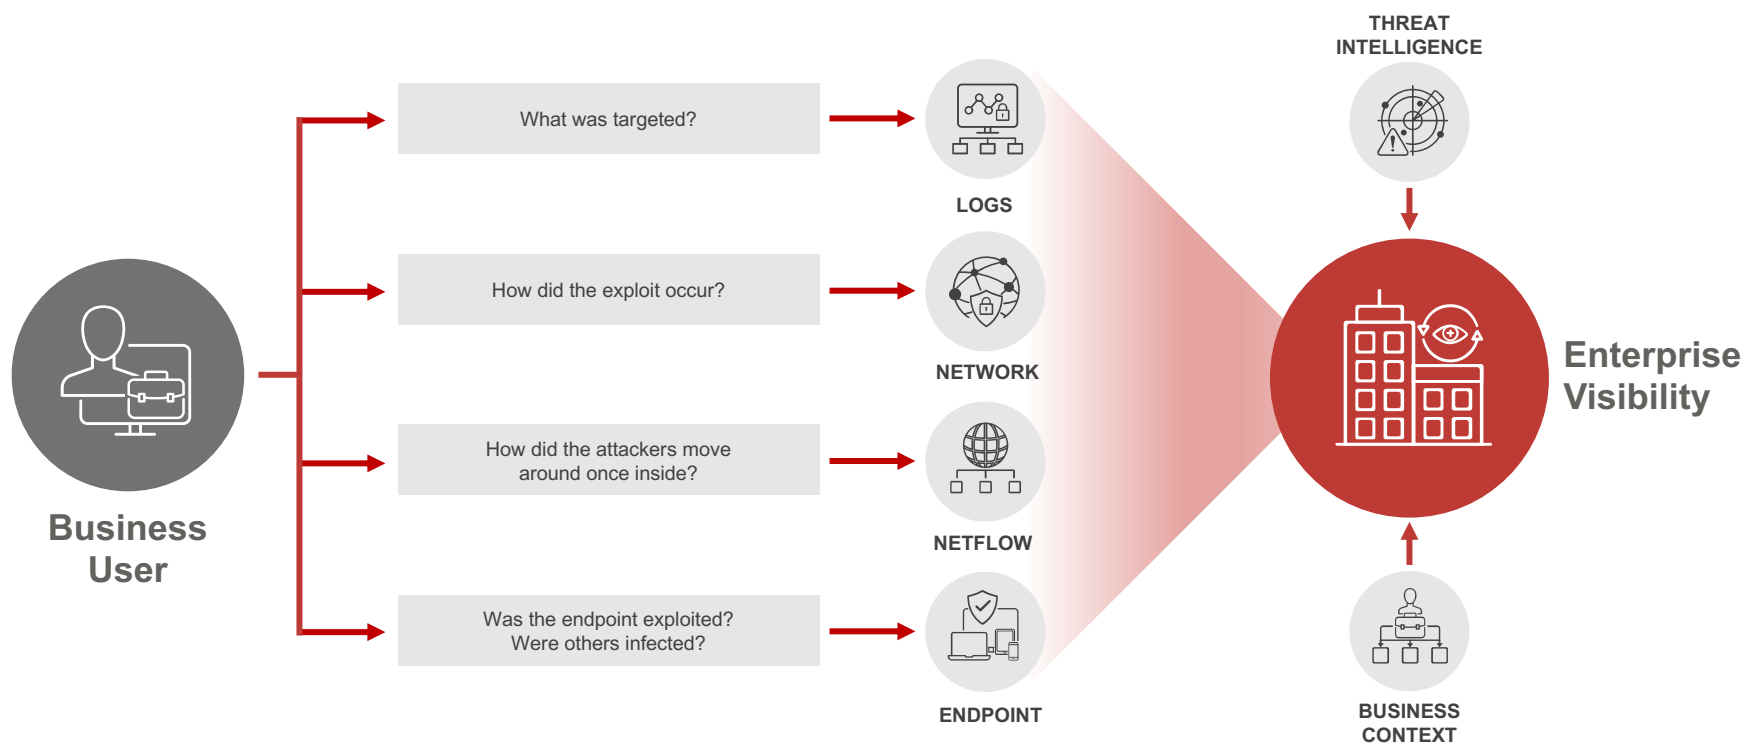 Business
User
What was targeted?
How did the exploit occur?
How did the attackers move
around once inside?
Was the endpoint exploited?
Were others infected?
LOGS
NETWORK
NETFLOW
ENDPOINT
THREAT
INTELLIGENCE
Enterprise
Visibility
BUSINESS
CONTEXT